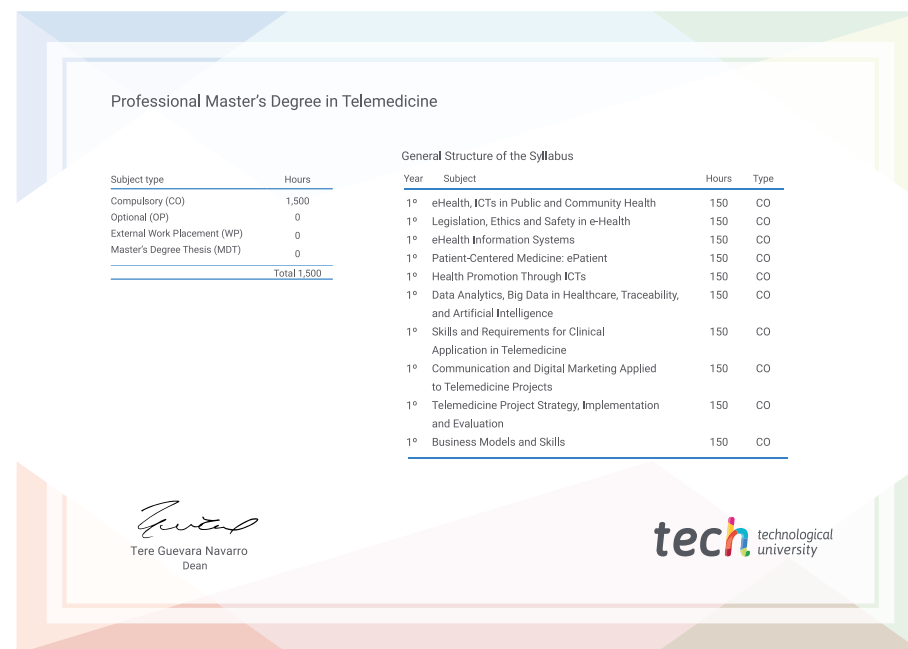 Professional Master's Degree in Telemedicine
Subject type Hours
Compulsory (CO) 1,500
Optional (OP) 0
External Work Placement (WP) 0
Master's Degree Thesis (MDT) 0
Total 1,500
General Structure of the Syllabus
Year Subject Hours Type
1º eHealth, ICTs in Public and Community Health 150 CO
1º Legislation, Ethics and Safety in e-Health 150 CO
1º eHealth Information Systems 150 CO
1º Patient-Centered Medicine: ePatient 150 CO
1º Health Promotion Through ICTs 150 CO
1º Data Analytics, Big Data in Healthcare, Traceability, 150 CO
and Artificial Intelligence
1º Skills and Requirements for Clinical 150 CO
Application in Telemedicine
1º Communication and Digital Marketing Applied 150 CO
to Telemedicine Projects
1º Telemedicine Project Strategy, Implementation 150 CO
and Evaluation
1º Business Models and Skills 150 CO
Tere Guevara Navarro
Dean
tech technological
university